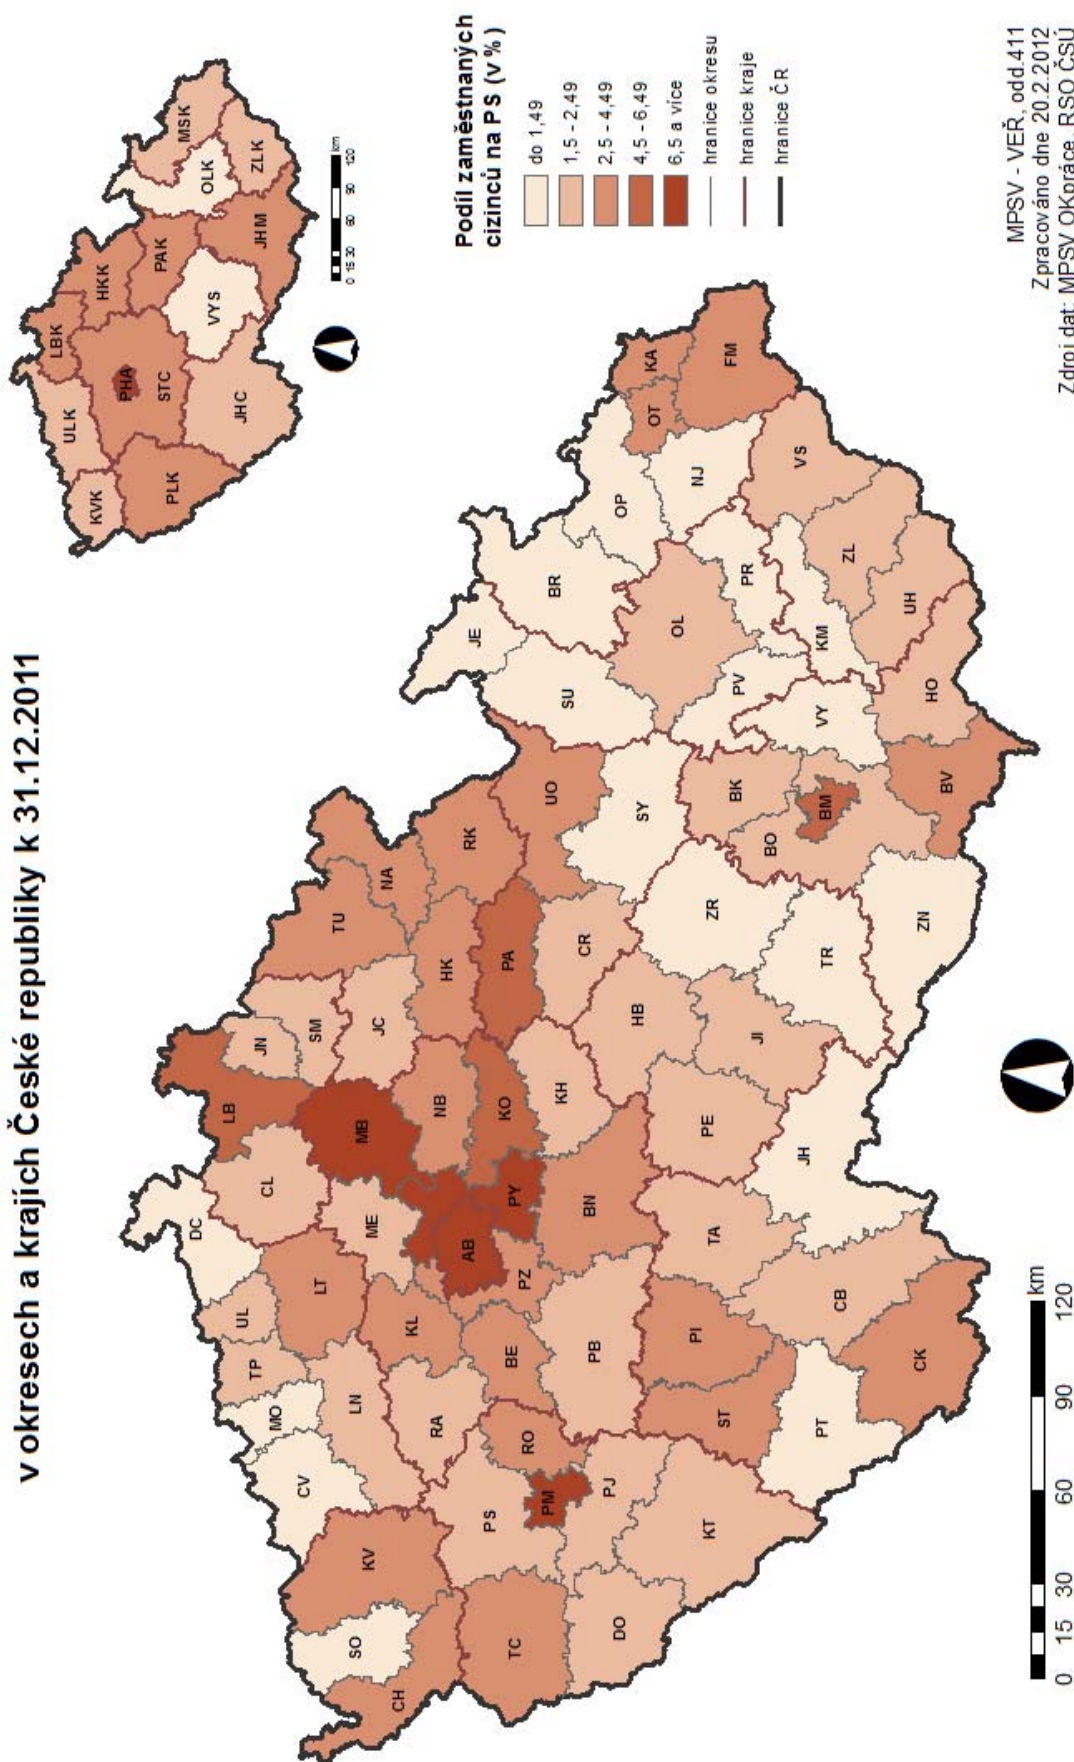 v okresech a krajích České republiky k 31.12.2011
KVK
ULK
LBK
HKK
PHA
STC
PLK
PAK
OLK
MSK
JHC
VYS
JHM
ZLK
0 15 30 60 90 120
km
Podíl zaměstnaných
cizinců na PS (v %)
do 1,49
1,5 - 2,49
2,5 - 4,49
4,5 - 6,49
6,5 a více
hranice okresu
hranice kraje
hranice ČR
DC
LB
JN
SM
TU
NA
UL
TP
MO
CV
LT
CL
MB
JC
HK
RK
SO
KV
LN
KL
ME
NB
CH
RA
AB
KO
PA
UO
JE
SU
BR
TC
PS
RO
BE
PZ
PY
KH
CR
SY
OL
OP
OT
KA
FM
PM
PJ
PB
BN
HB
ZR
BK
PV
PR
NJ
DO
KT
ST
PI
TA
PE
JI
TR
BO
BM
VY
KM
ZL
VS
PT
CB
JH
ZN
BV
HO
UH
CK
0 15 30 60 90 120
km
MPSV - VEŘ, odd.411
Zpracováno dne 20.2.2012
Zdroj dat: MPSV OKpráce, RSO ČSÚ